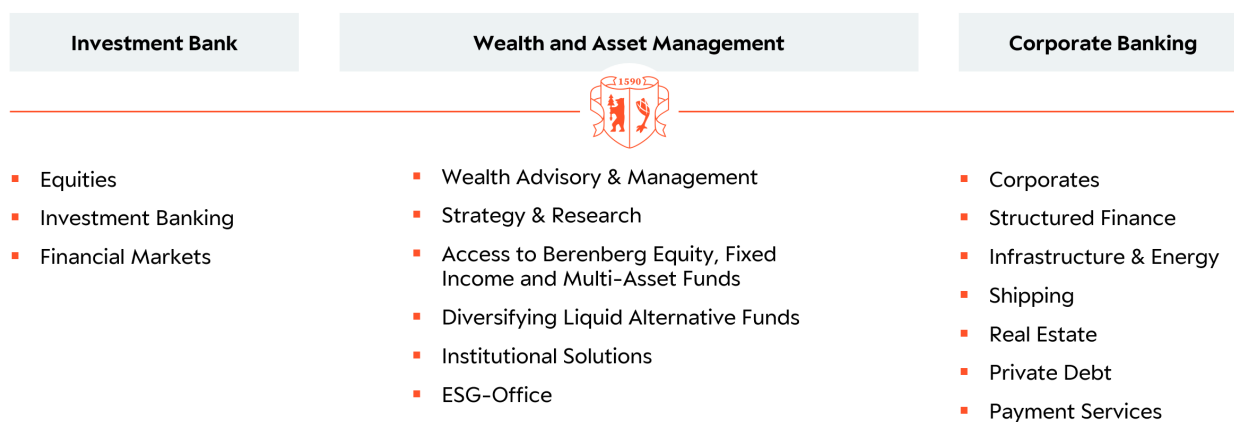 Investment Bank
Wealth and Asset Management
Corporate Banking
1590
Equities
Investment Banking
Financial Markets
Wealth Advisory & Management
Strategy & Research
Access to Berenberg Equity, Fixed
Income and Multi-Asset Funds
Diversifying Liquid Alternative Funds
Institutional Solutions
ESG-Office
Corporates
Structured Finance
Infrastructure & Energy
Shipping
Real Estate
Private Debt
Payment Services